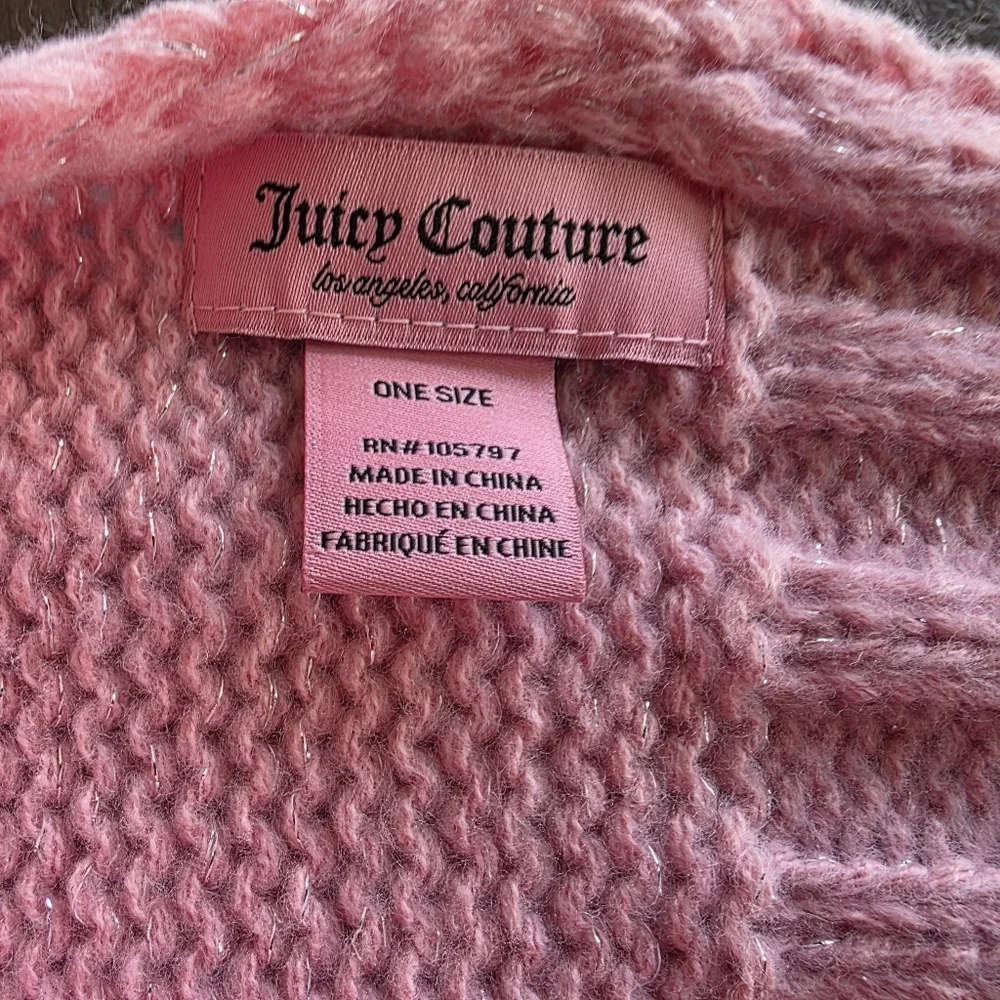 Juicy Couture
los angeles, california
ONE SIZE
RN# 105797
MADE IN CHINA
HECHO EN CHINA
FABRIQUÉ EN CHINE